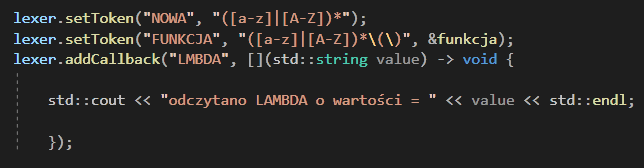 lexer.setToken("NOWA", "([a-z]|[A-Z])*");
lexer.setToken("FUNKCJA", "([a-z]|[A-Z])*\(\)", &funkcja);
lexer.addCallback("LMBDA", [](std::string value) -> void {
std::cout << "odczytano LAMBDA o wartości = " << value << std::endl;
});